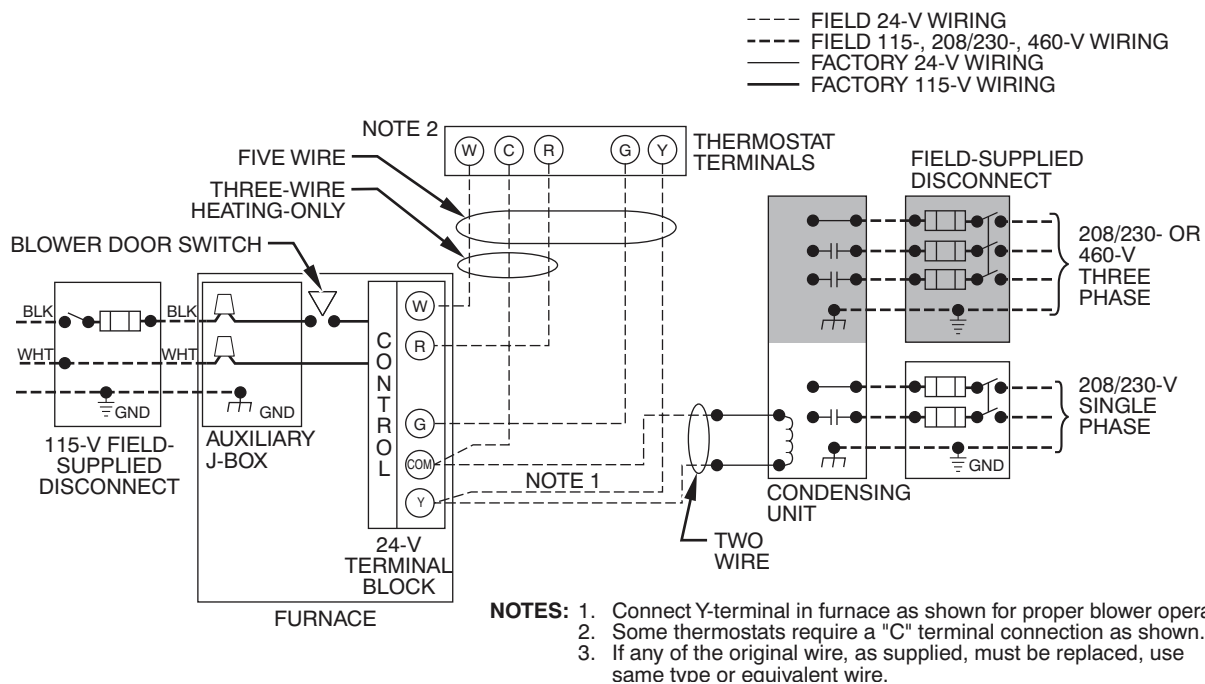 FIELD 24-V WIRING
FIELD 115-, 208/230-, 460-V WIRING
FACTORY 24-V WIRING
FACTORY 115-V WIRING
NOTE 2
W C R G Y
THERMOSTAT
TERMINALS
FIVE WIRE
THREE-WIRE
HEATING-ONLY
BLOWER DOOR SWITCH
FIELD-SUPPLIED
DISCONNECT
208/230- OR
460-V
THREE
PHASE
BLK
BLK
WHT
WHT
GND
GND
115-V FIELD-
SUPPLIED
DISCONNECT
AUXILIARY
J-BOX
CONTROL
W
R
G
COM
Y
NOTE 1
24-V
TERMINAL
BLOCK
FURNACE
TWO
WIRE
CONDENSING
UNIT
GND
208/230-V
SINGLE
PHASE
NOTES: 1. Connect Y-terminal in furnace as shown for proper blower opera
2. Some thermostats require a "C" terminal connection as shown.
3. If any of the original wire, as supplied, must be replaced, use
same type or equivalent wire.